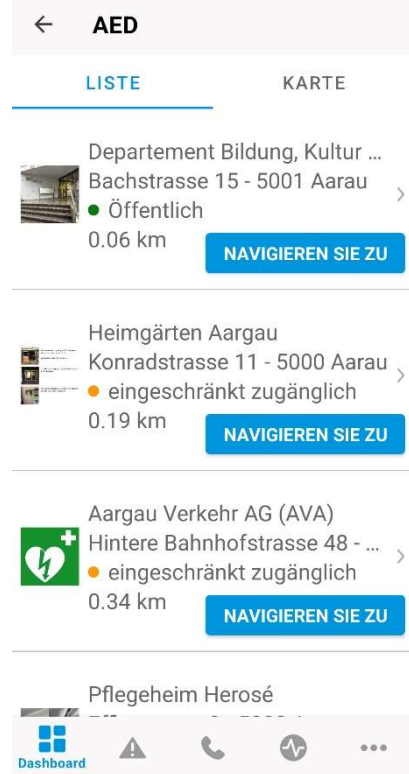 AED
LISTE
KARTE
Departement Bildung, Kultur ...
Bachstrasse 15 - 5001 Aarau
Öffentlich
0.06 km
NAVIGIEREN SIE ZU
Heimgärten Aargau
Konradstrasse 11 - 5000 Aarau
eingeschränkt zugänglich
0.19 km
NAVIGIEREN SIE ZU
Aargau Verkehr AG (AVA)
Hintere Bahnhofstrasse 48 - ...
eingeschränkt zugänglich
0.34 km
NAVIGIEREN SIE ZU
Pflegeheim Herosé
Dashboard